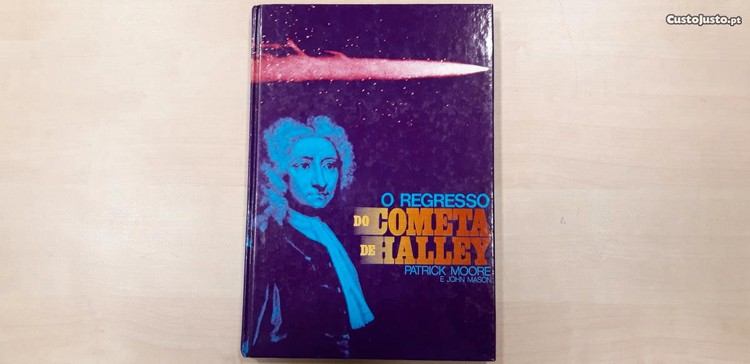 CustoJusto.pt
O REGRESSO
DO COMETA
DE HALLEY
PATRICK MOORE
E JOHN MASON